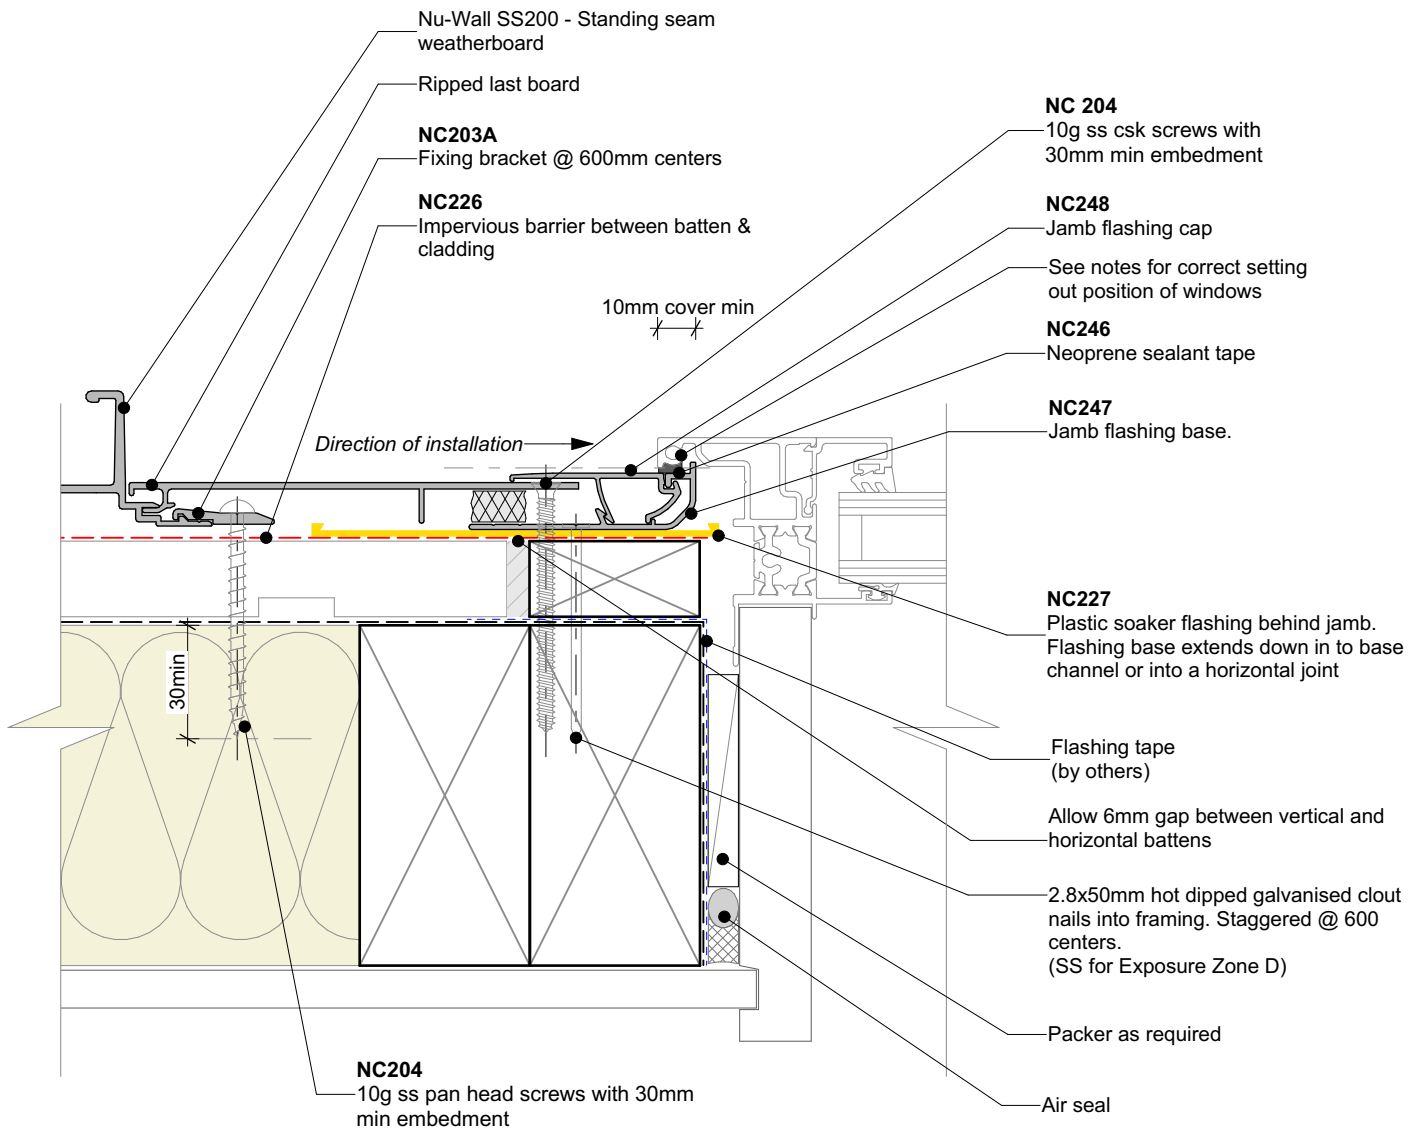 Nu-Wall SS200 - Standing seam
weatherboard
Ripped last board
NC203A
Fixing bracket @ 600mm centers
NC226
Impervious barrier between batten &
cladding
10mm cover min
Direction of installation
NC 204
10g ss csk screws with
30mm min embedment
NC248
Jamb flashing cap
See notes for correct setting
out position of windows
NC246
Neoprene sealant tape
NC247
Jamb flashing base.
NC227
Plastic soaker flashing behind jamb.
Flashing base extends down in to base
channel or into a horizontal joint
30min
Flashing tape
(by others)
Allow 6mm gap between vertical and
horizontal battens
2.8x50mm hot dipped galvanised clout
nails into framing. Staggered @ 600
centers.
(SS for Exposure Zone D)
Packer as required
Air seal
NC204
10g ss pan head screws with 30mm
min embedment